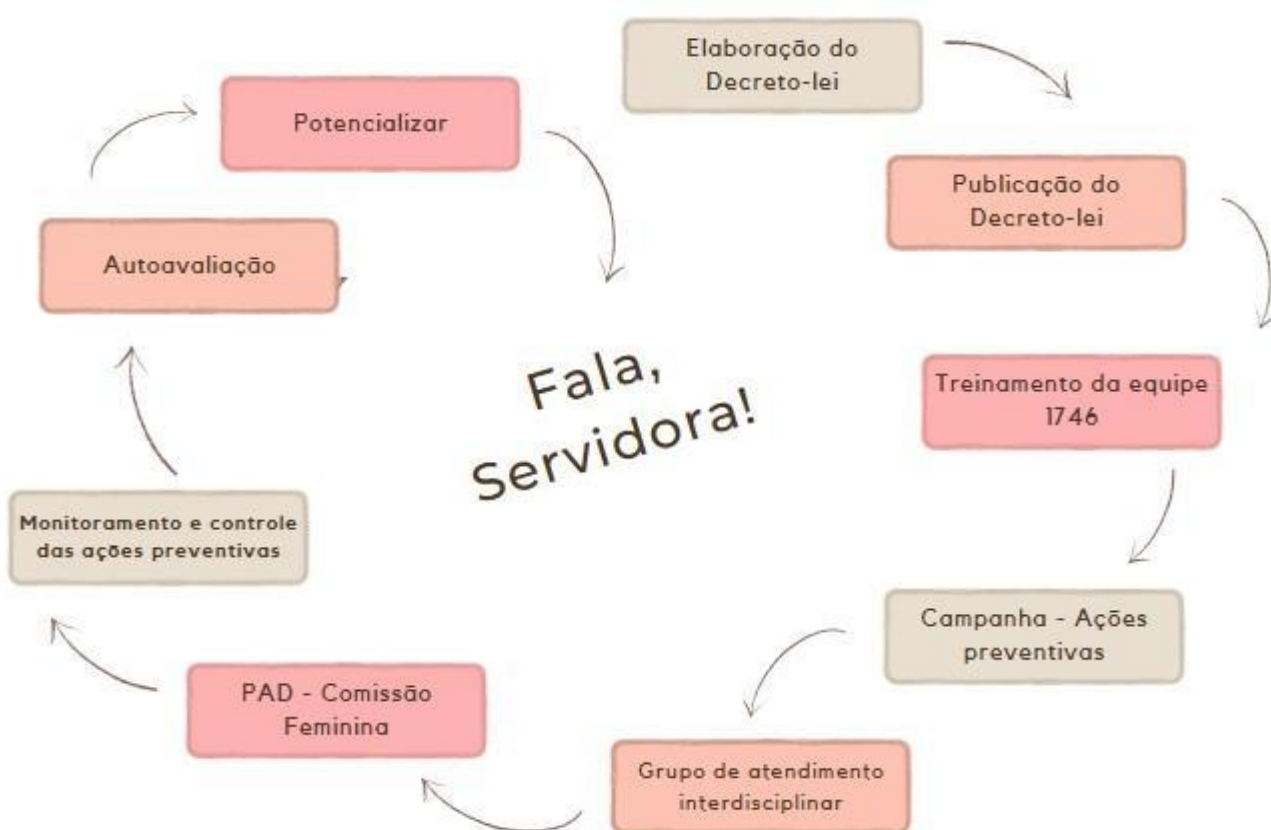 Elaboração do
Decreto-lei
Publicação do
Decreto-lei
Treinamento da equipe
1746
Campanha - Ações
preventivas
Grupo de atendimento
interdisciplinar
PAD - Comissão
Feminina
Monitoramento e controle
das ações preventivas
Autoavaliação
Potencializar
Fala,
Servidora!